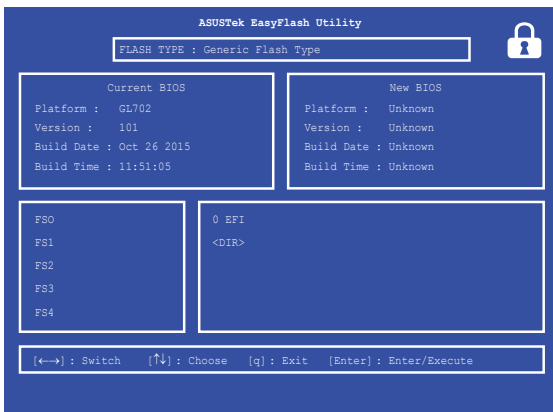 ASUSTek EasyFlash Utility
FLASH TYPE : Generic Flash Type
Current BIOS
Platform : GL702
Version : 101
Build Date : Oct 26 2015
Build Time : 11:51:05
New BIOS
Platform : Unknown
Version : Unknown
Build Date : Unknown
Build Time : Unknown
FSO
FS1
FS2
FS3
FS4
0 EFI
<DIR>
[←→] : Switch [↑↓] : Choose [q] : Exit [Enter] : Enter/Execute